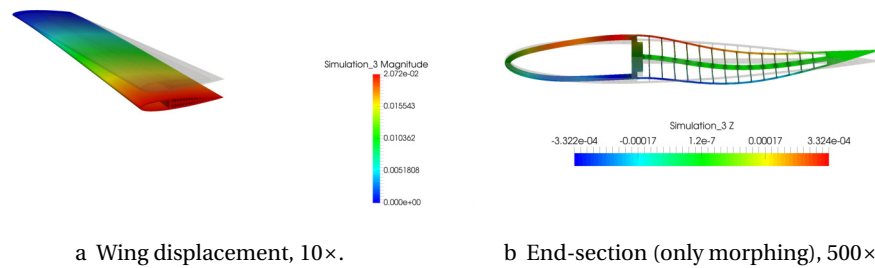 Simulation_3 Magnitude
2.072e-02
0.015543
0.010362
0.0051808
0.000e+00
Simulation_3 Z
-3.322e-04 -0.00017 1.2e-7 0.00017 3.324e-04
a Wing displacement, 10×.
b End-section (only morphing), 500×